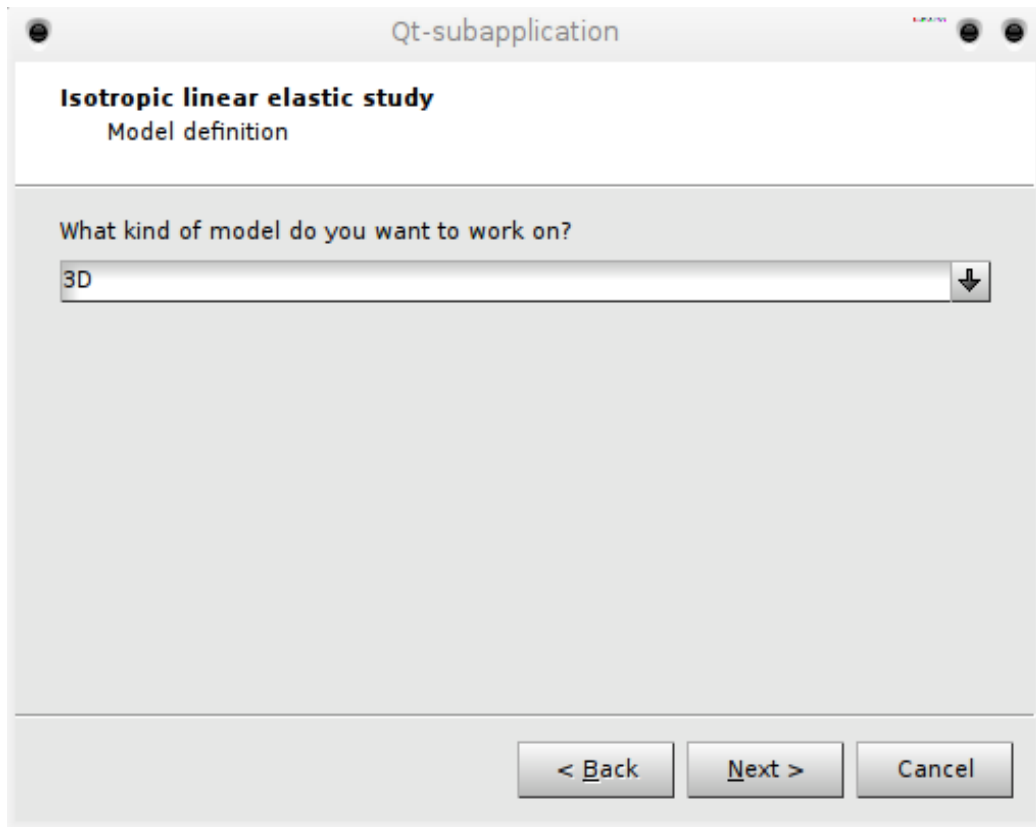 Qt-subapplication
Isotropic linear elastic study
Model definition
What kind of model do you want to work on?
3D
< Back
Next >
Cancel